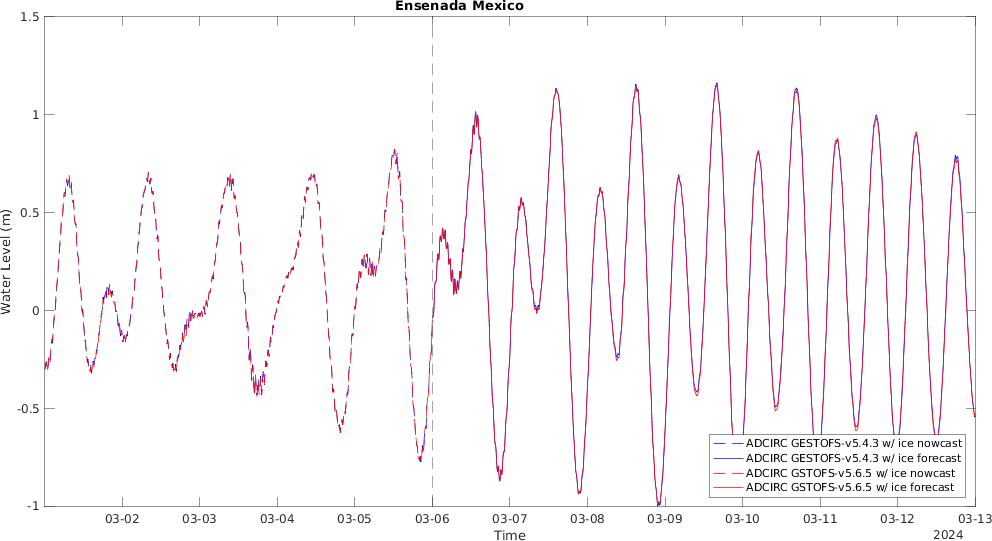 Ensenada Mexico
1.5
1
0.5
0
-0.5
-1
Water Level (m)
ADCIRC GESTOFS-v5.4.3 w/ ice nowcast
ADCIRC GESTOFS-v5.4.3 w/ ice forecast
ADCIRC GSTOFS-v5.6.5 w/ ice nowcast
ADCIRC GSTOFS-v5.6.5 w/ ice forecast
03-02 03-03 03-04 03-05 03-06 03-07 03-08 03-09 03-10 03-11 03-12 03-13
Time
2024